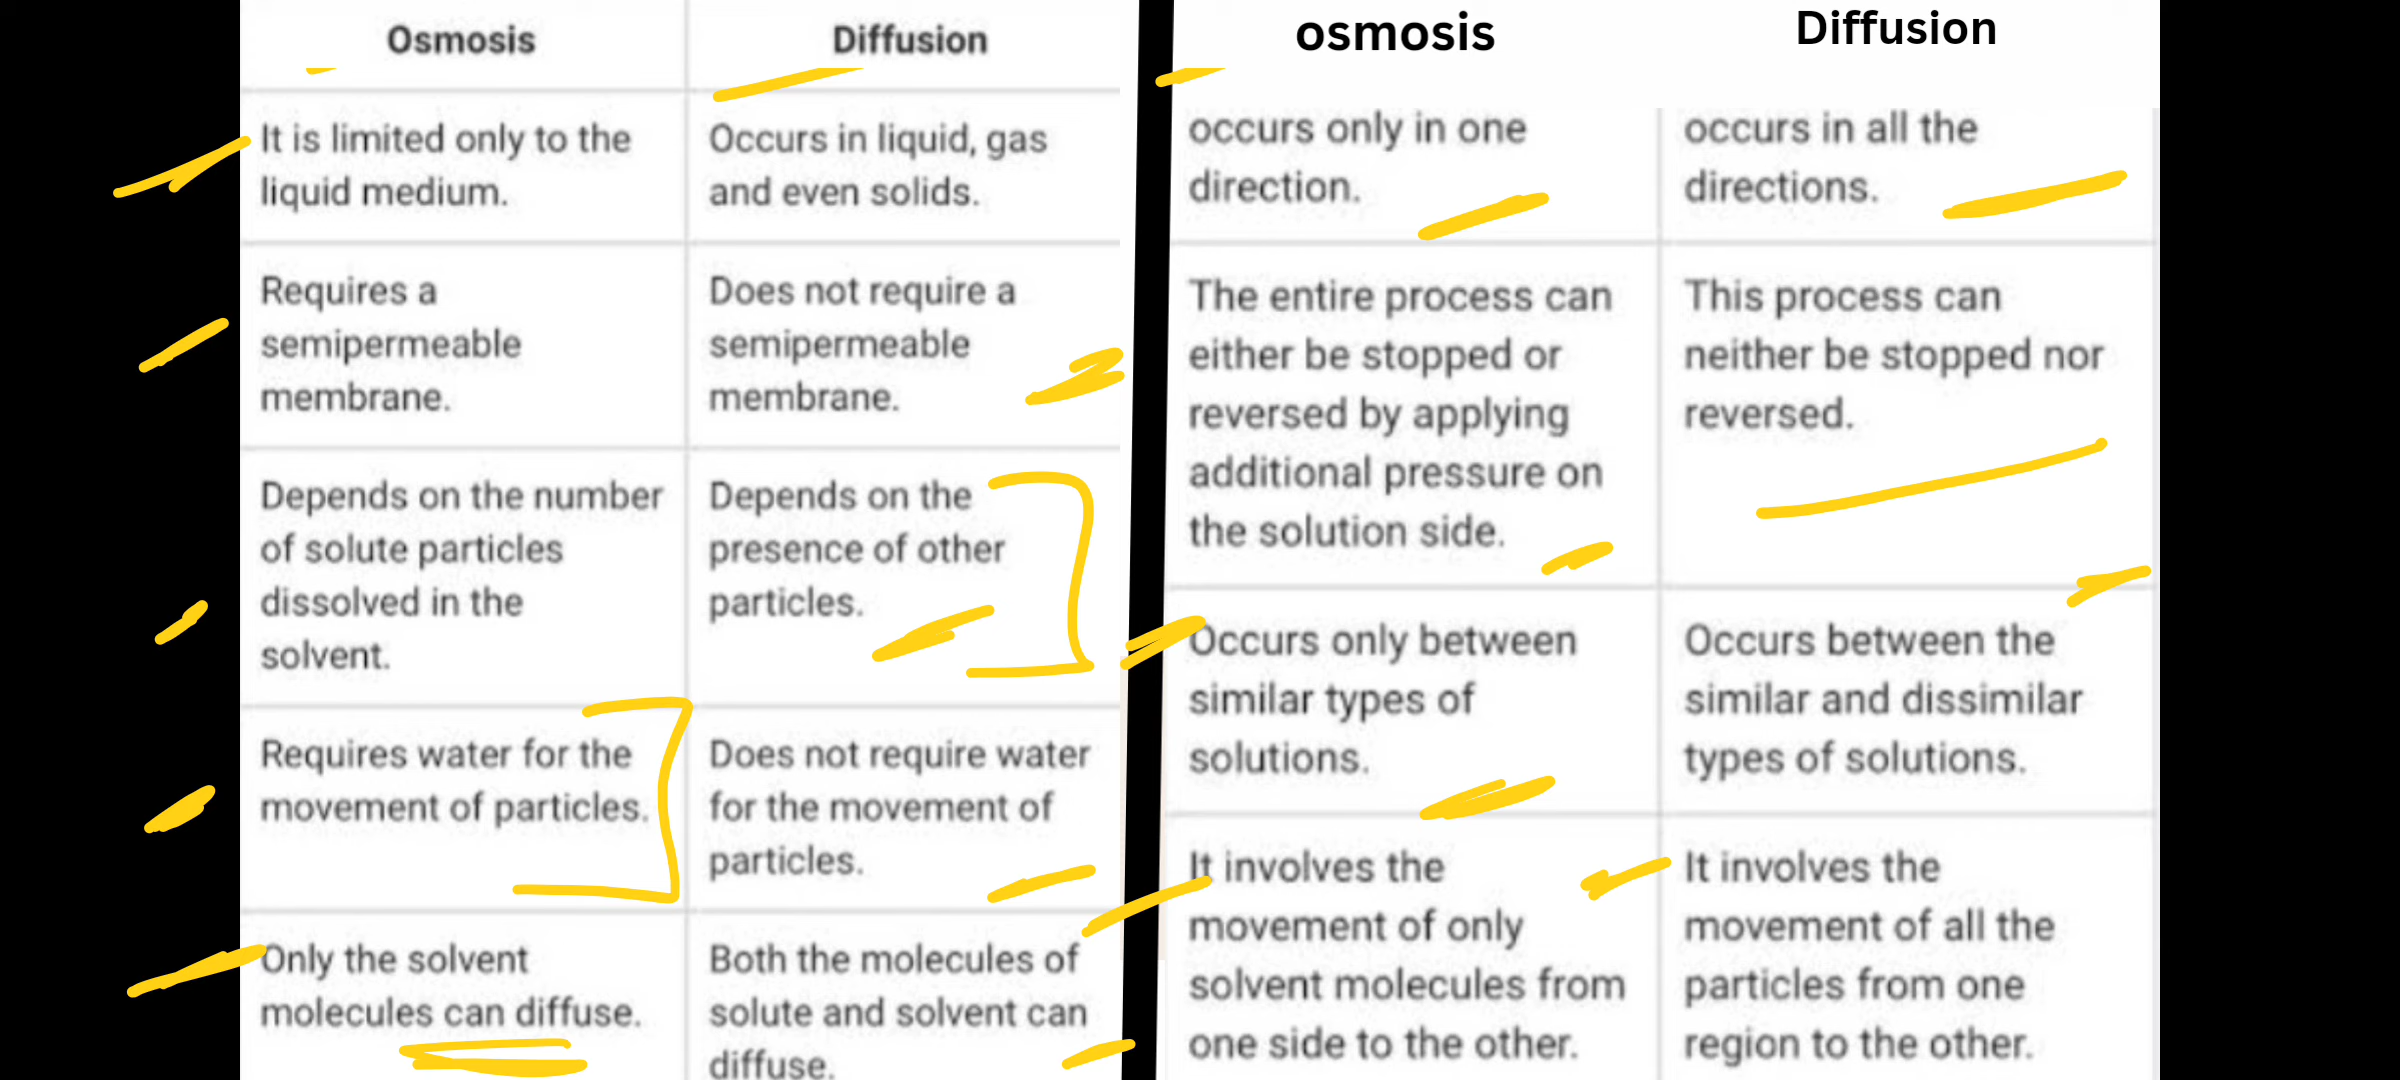 Osmosis
Diffusion
It is limited only to the
liquid medium.
Occurs in liquid, gas
and even solids.
Requires a
semipermeable
membrane.
Does not require a
semipermeable
membrane.
Depends on the number
of solute particles
dissolved in the
solvent.
Depends on the
presence of other
particles.
Requires water for the
movement of particles.
Does not require water
for the movement of
particles.
Only the solvent
molecules can diffuse.
Both the molecules of
solute and solvent can
diffuse.
osmosis
Diffusion
occurs only in one
direction.
occurs in all the
directions.
The entire process can
either be stopped or
reversed by applying
additional pressure on
the solution side.
This process can
neither be stopped nor
reversed.
Occurs only between
similar types of
solutions.
Occurs between the
similar and dissimilar
types of solutions.
It involves the
movement of only
solvent molecules from
one side to the other.
It involves the
movement of all the
particles from one
region to the other.